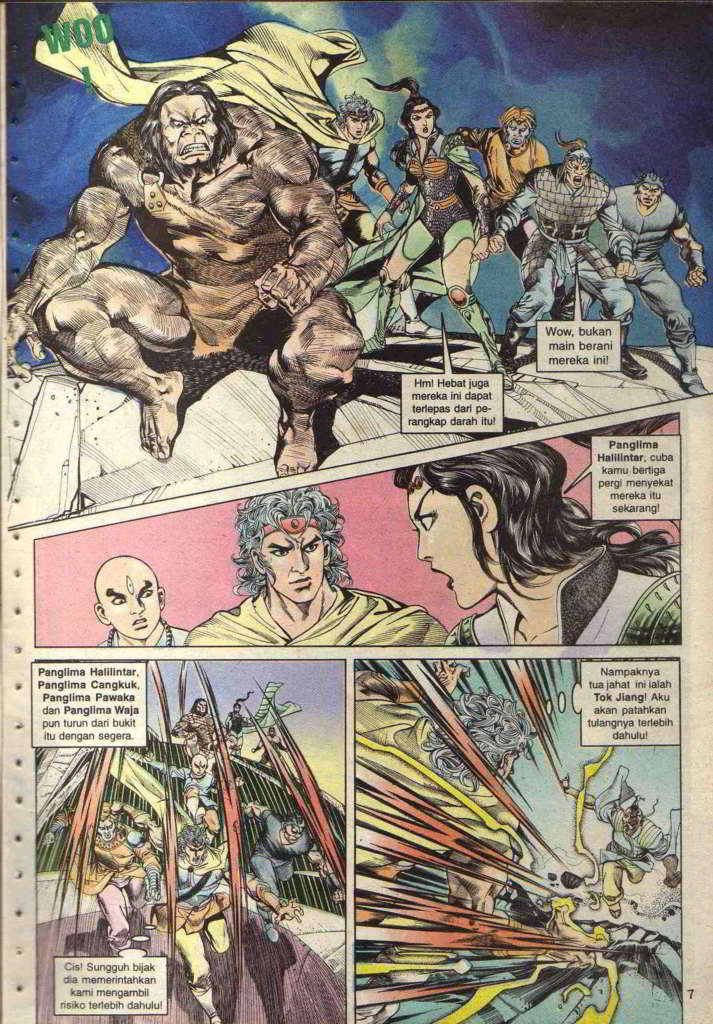 WOO
!
Wow, bukan
main berani
mereka ini!
Hm! Hebat juga
mereka ini dapat
terlepas dari pe-
rangkap darah itu!
Panglima
Halilintar, cuba
kamu bertiga
pergi menyekat
mereka itu
sekarang!
Panglima Halilintar,
Panglima Cangkuk,
Panglima Pawaka
dan Panglima Waja
pun turun dari bukit
itu dengan segera.
Cis! Sungguh bijak
dia memerintahkan
kami mengambil
risiko terlebih dahulu!
Nampaknya
tua jahat ini ialah
Tok Jiang! Aku
akan patahkan
tulangnya terlebih
dahulu!
7